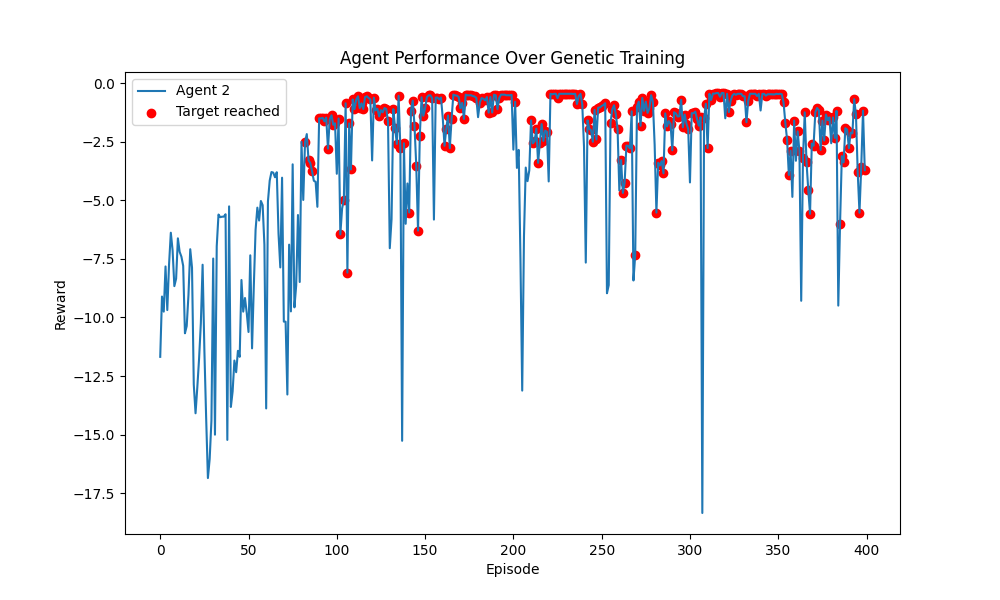 Agent Performance Over Genetic Training
Agent 2
Target reached
0.0
−2.5
−5.0
−7.5
−10.0
−12.5
−15.0
−17.5
Reward
0 50 100 150 200 250 300 350 400
Episode